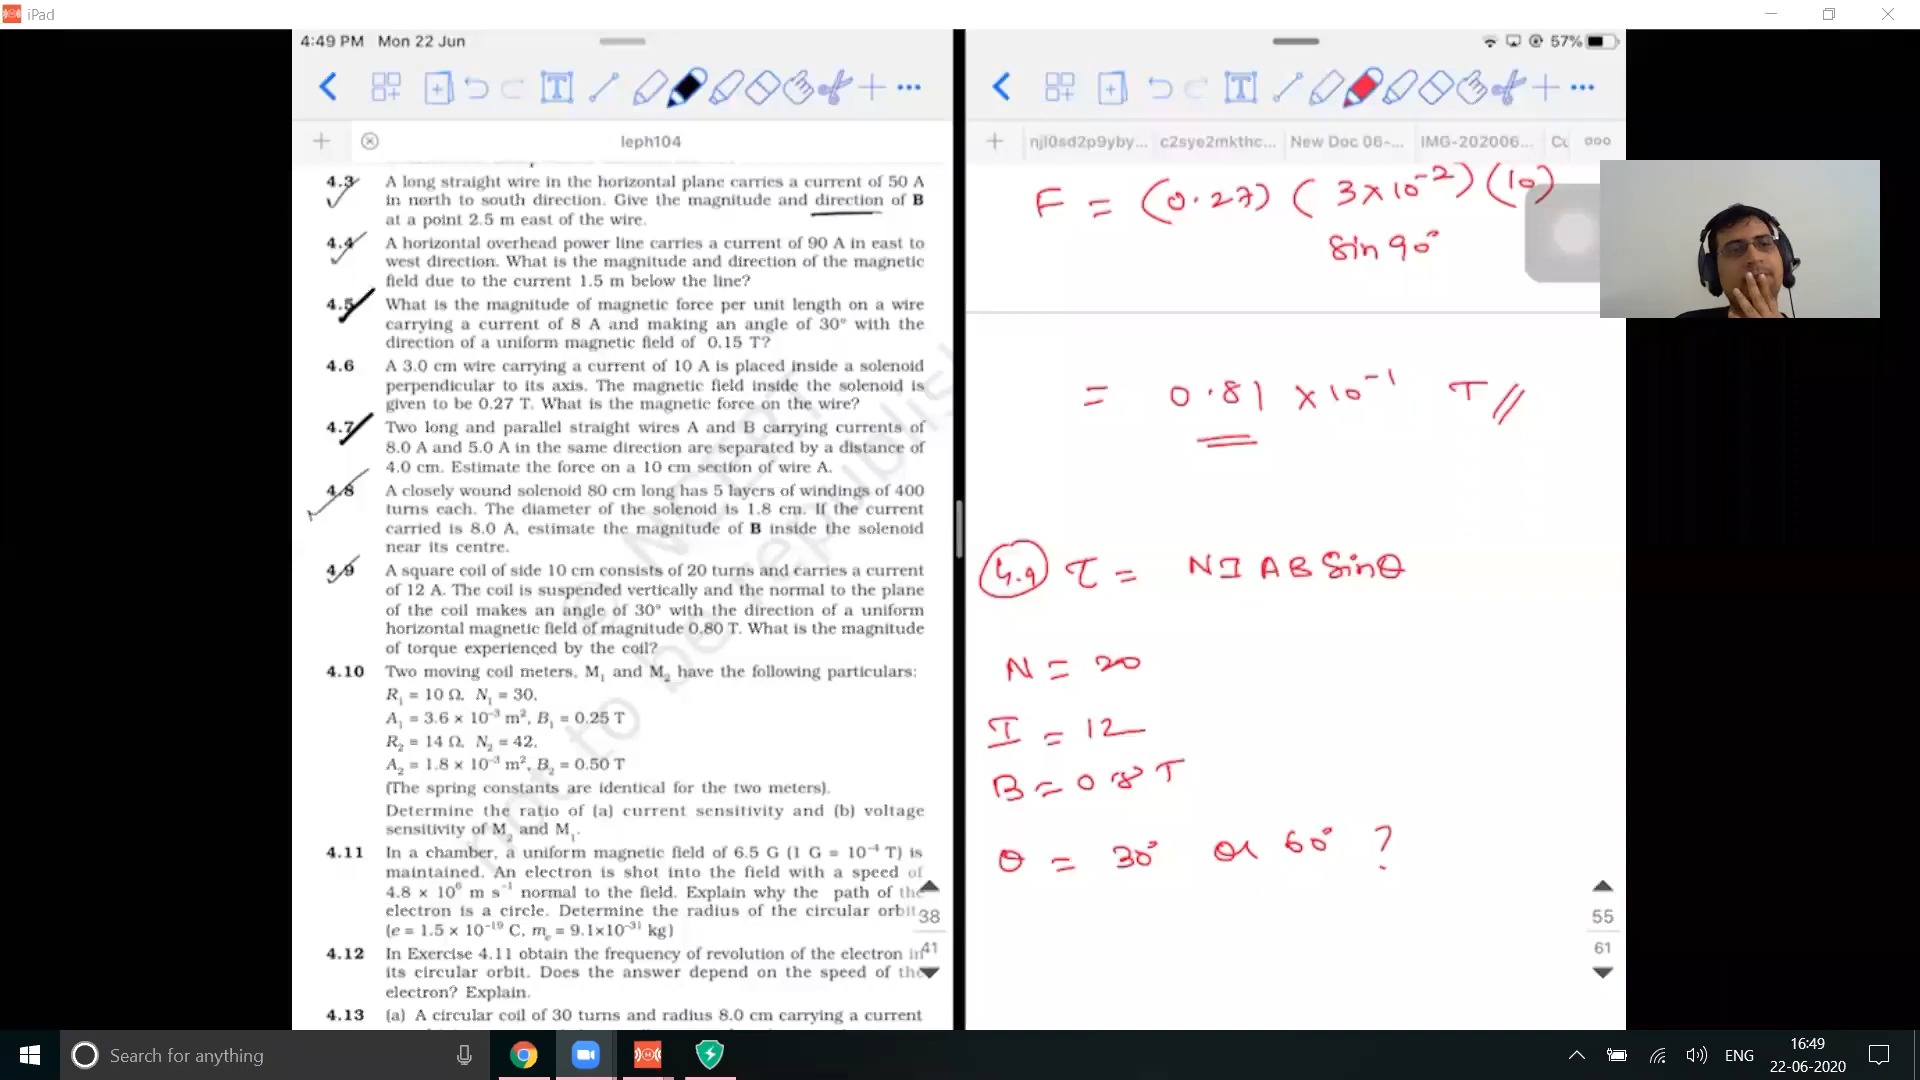 iPad
4:49 PM Mon 22 Jun
57%
leph104
njl0sd2p9yby... c2sye2mkthc... New Doc 06-... IMG-202006... Cu
4.3 A long straight wire in the horizontal plane carries a current of 50 A
in north to south direction. Give the magnitude and direction of B
at a point 2.5 m east of the wire.
4.4 A horizontal overhead power line carries a current of 90 A in east to
west direction. What is the magnitude and direction of the magnetic
field due to the current 1.5 m below the line?
4.5 What is the magnitude of magnetic force per unit length on a wire
carrying a current of 8 A and making an angle of 30° with the
direction of a uniform magnetic field of 0.15 T?
4.6 A 3.0 cm wire carrying a current of 10 A is placed inside a solenoid
perpendicular to its axis. The magnetic field inside the solenoid is
given to be 0.27 T. What is the magnetic force on the wire?
4.7 Two long and parallel straight wires A and B carrying currents of
8.0 A and 5.0 A in the same direction are separated by a distance of
4.0 cm. Estimate the force on a 10 cm section of wire A.
4.8 A closely wound solenoid 80 cm long has 5 layers of windings of 400
turns each. The diameter of the solenoid is 1.8 cm. If the current
carried is 8.0 A, estimate the magnitude of B inside the solenoid
near its centre.
4.9 A square coil of side 10 cm consists of 20 turns and carries a current
of 12 A. The coil is suspended vertically and the normal to the plane
of the coil makes an angle of 30° with the direction of a uniform
horizontal magnetic field of magnitude 0.80 T. What is the magnitude
of torque experienced by the coil?
4.10 Two moving coil meters, M₁ and M₂ have the following particulars:
R₁ = 10 Ω, N₁ = 30,
A₁ = 3.6 × 10⁻³ m², B₁ = 0.25 T
R₂ = 14 Ω, N₂ = 42,
A₂ = 1.8 × 10⁻³ m², B₂ = 0.50 T
(The spring constants are identical for the two meters).
Determine the ratio of (a) current sensitivity and (b) voltage
sensitivity of M₂ and M₁.
4.11 In a chamber, a uniform magnetic field of 6.5 G (1 G = 10⁻⁴ T) is
maintained. An electron is shot into the field with a speed of
4.8 × 10⁶ m s⁻¹ normal to the field. Explain why the path of the
electron is a circle. Determine the radius of the circular orbit.
(e = 1.5 × 10⁻¹⁹ C, mₑ = 9.1×10⁻³¹ kg)
4.12 In Exercise 4.11 obtain the frequency of revolution of the electron in
its circular orbit. Does the answer depend on the speed of the
electron? Explain.
4.13 (a) A circular coil of 30 turns and radius 8.0 cm carrying a current
© NCERT
not to be republis
38
41
F = (0.27) (3×10⁻²) (10)
sin 90°
= 0.81 × 10⁻¹ T //
4.9 τ = N I A B Sinθ
N = 20
I = 12
B = 0.8 T
θ = 30° or 60° ?
55
61
Search for anything
ENG
16:49
22-06-2020